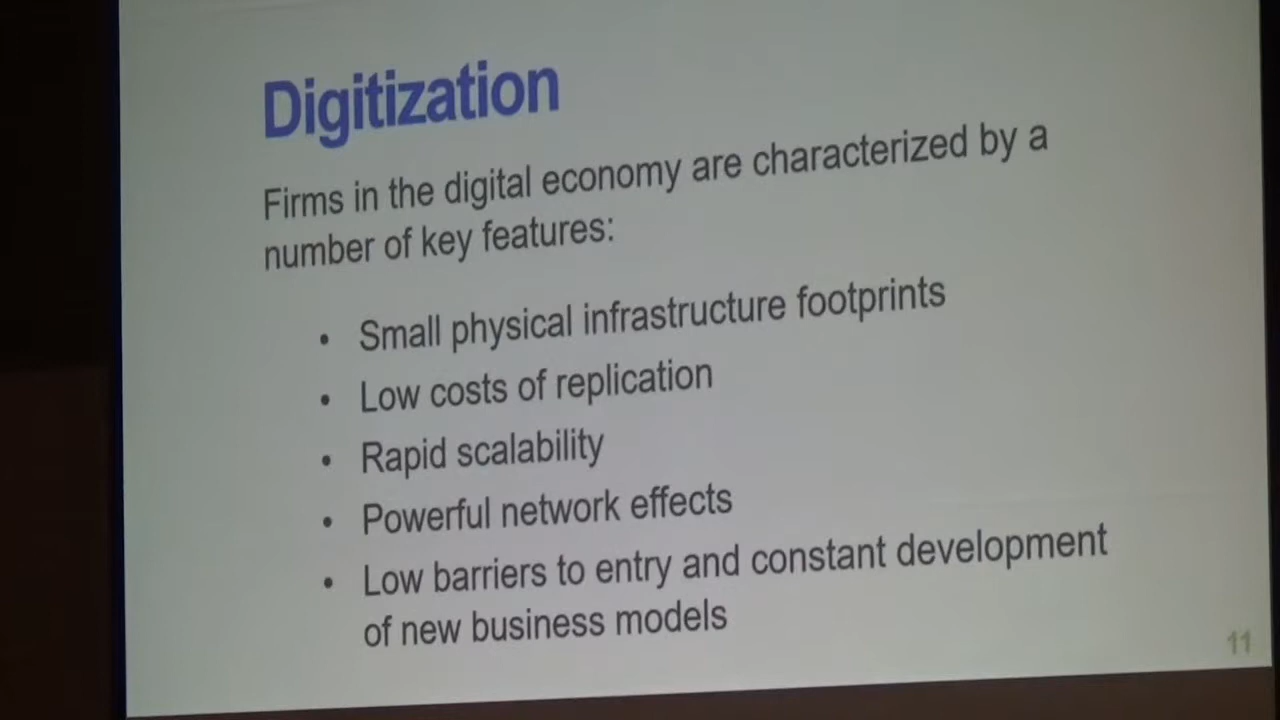 Digitization
Firms in the digital economy are characterized by a
number of key features:
• Small physical infrastructure footprints
• Low costs of replication
• Rapid scalability
• Powerful network effects
• Low barriers to entry and constant development
of new business models
11